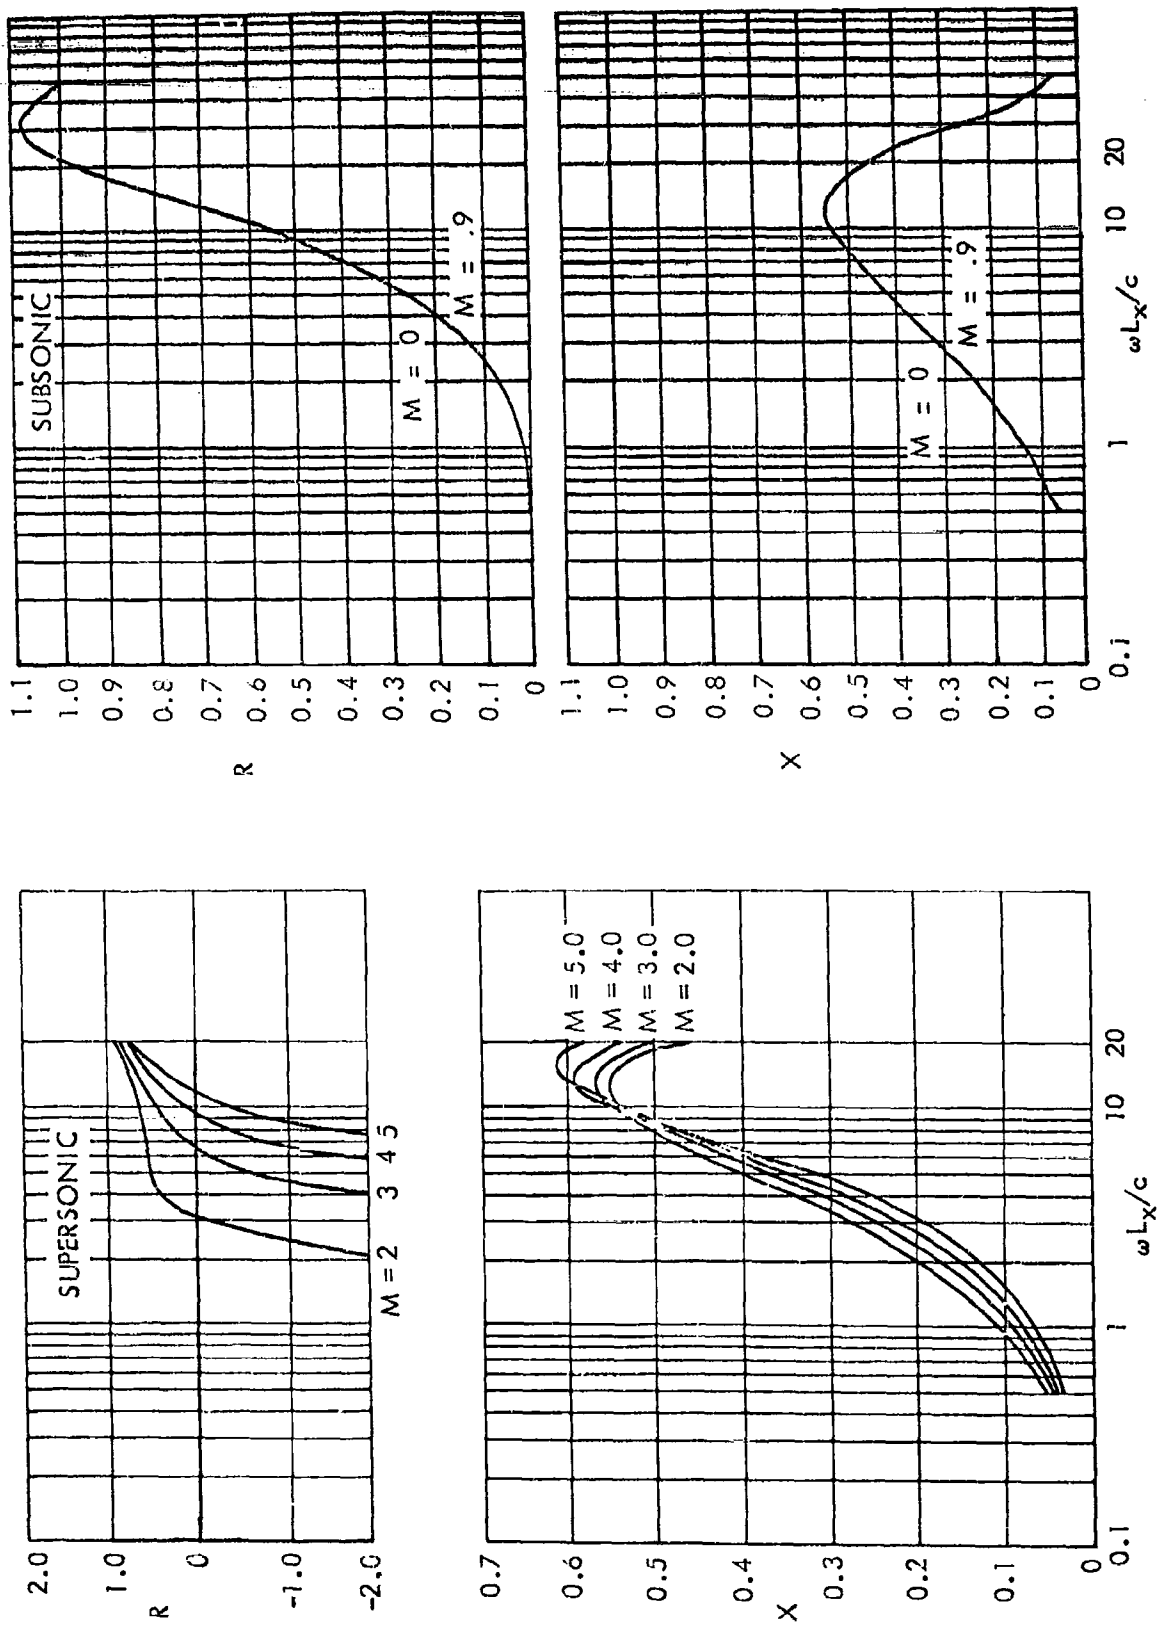 SUPERSONIC
R
2.0
1.0
0
-1.0
-2.0
M = 2
3
4
5
X
0.7
0.6
0.5
0.4
0.3
0.2
0.1
0
M = 5.0
M = 4.0
M = 3.0
M = 2.0
0.1
1
10
20
ωLx/c
SUBSONIC
R
1.1
1.0
0.9
0.8
0.7
0.6
0.5
0.4
0.3
0.2
0.1
0
M = 0
M = .9
X
1.1
1.0
0.9
0.8
0.7
0.6
0.5
0.4
0.3
0.2
0.1
0
M = 0
M = .9
0.1
1
10
20
ωLx/c